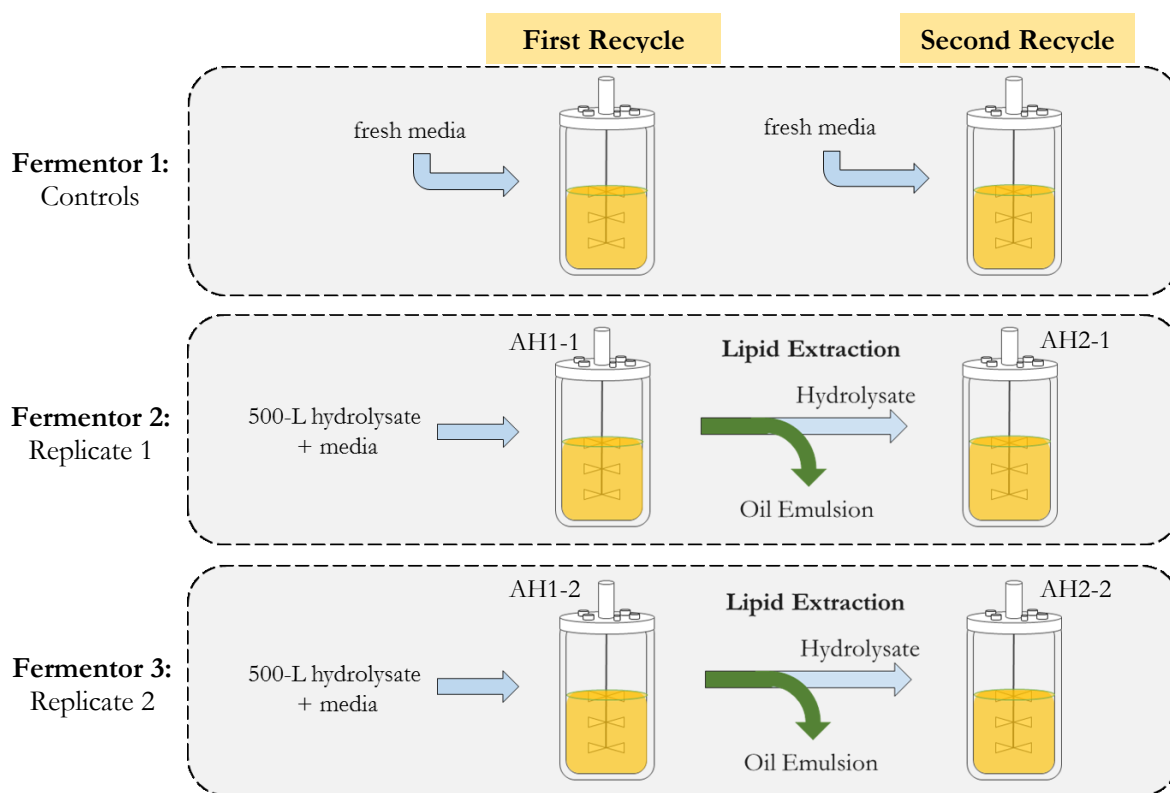 First Recycle
Second Recycle
Fermentor 1:
Controls
fresh media
fresh media
Fermentor 2:
Replicate 1
500-L hydrolysate
+ media
AH1-1
Lipid Extraction
Hydrolysate
Oil Emulsion
AH2-1
Fermentor 3:
Replicate 2
500-L hydrolysate
+ media
AH1-2
Lipid Extraction
Hydrolysate
Oil Emulsion
AH2-2